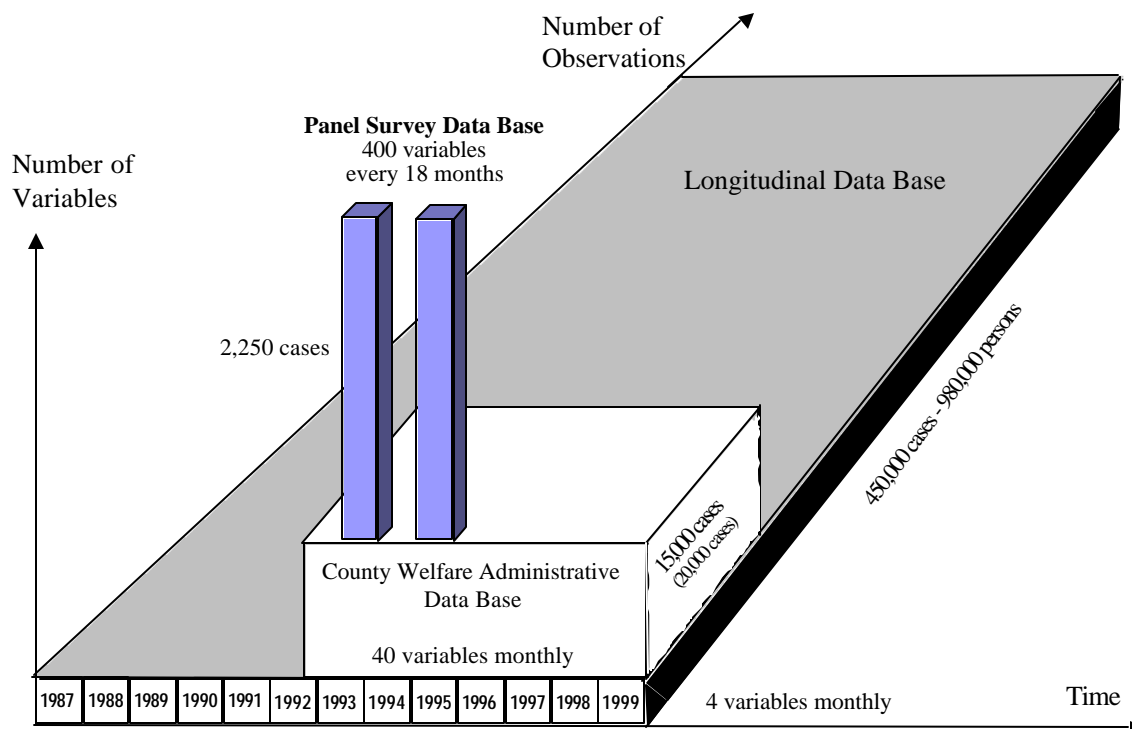 Number of
Observations
Panel Survey Data Base
400 variables
every 18 months
Number of
Variables
Longitudinal Data Base
2,250 cases
450,000 cases - 980,000 persons
15,000 cases
(20,000 cases)
County Welfare Administrative
Data Base
40 variables monthly
1987 1988 1989 1990 1991 1992 1993 1994 1995 1996 1997 1998 1999
4 variables monthly
Time